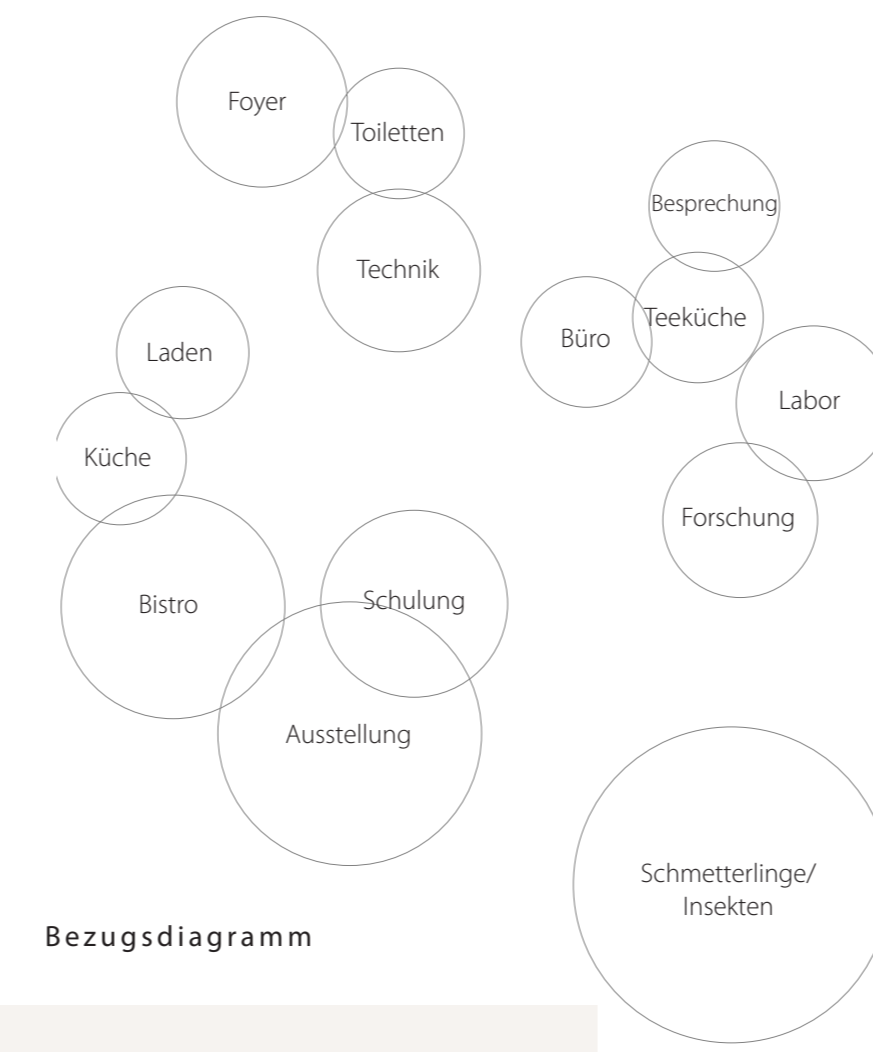 Foyer
Toiletten
Technik
Besprechung
Teeküche
Büro
Labor
Forschung
Laden
Küche
Bistro
Schulung
Ausstellung
Schmetterlinge/
Insekten
Bezugsdiagramm